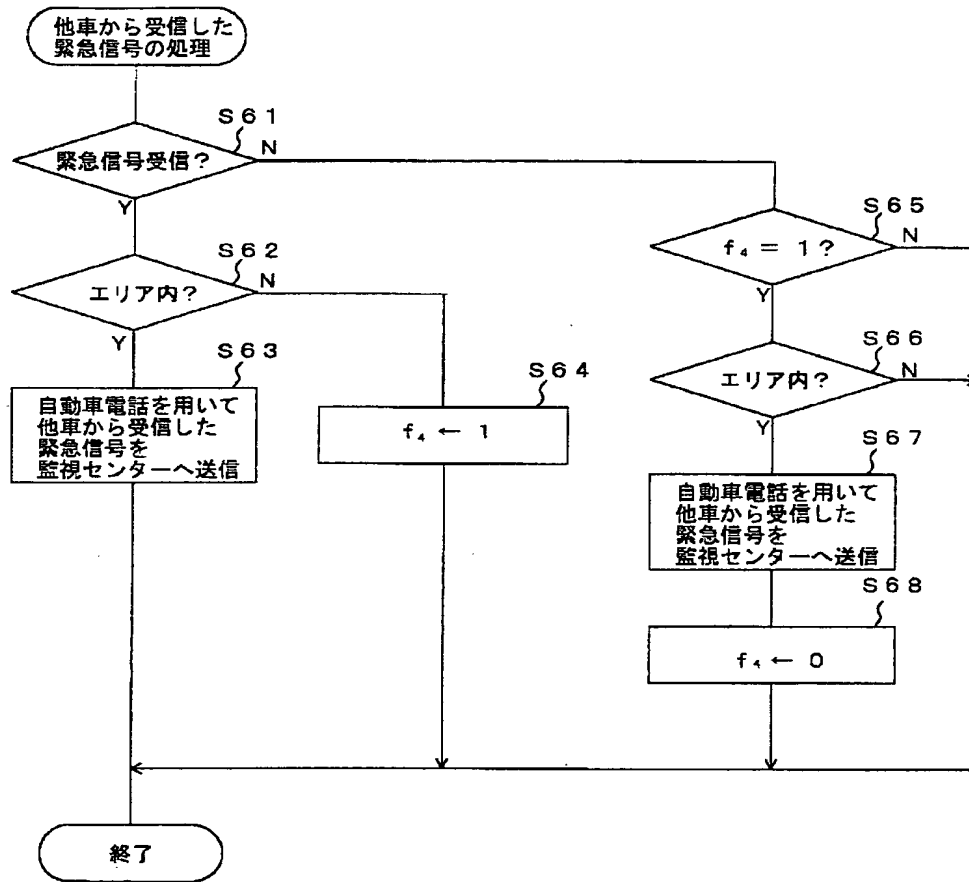 他車から受信した
緊急信号の処理
S61
緊急信号受信?
N
Y
S62
エリア内?
N
Y
S63
自動車電話を用いて
他車から受信した
緊急信号を
監視センターへ送信
S64
f₄ ← 1
S65
f₄ = 1?
N
Y
S66
エリア内?
N
Y
S67
自動車電話を用いて
他車から受信した
緊急信号を
監視センターへ送信
S68
f₄ ← 0
終了